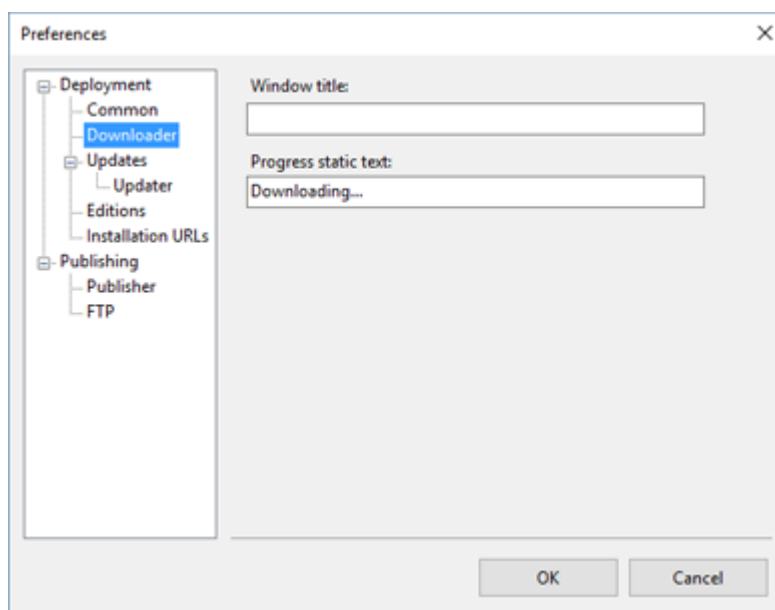 Preferences
Deployment
Common
Downloader
Updates
Updater
Editions
Installation URLs
Publishing
Publisher
FTP
Window title:
Progress static text:
Downloading...
OK
Cancel